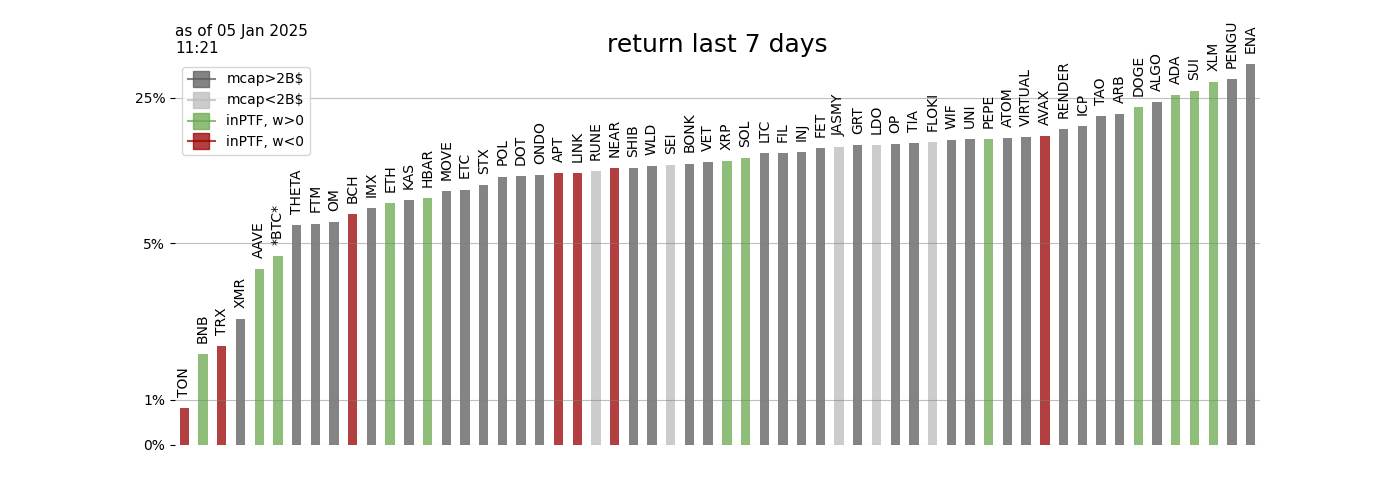 as of 05 Jan 2025
11:21
return last 7 days
mcap>2B$
mcap<2B$
inPTF, w>0
inPTF, w<0
25%
5%
1%
0%
TON
BNB
TRX
XMR
AAVE
*BTC*
THETA
FTM
OM
BCH
IMX
ETH
KAS
HBAR
MOVE
ETC
STX
POL
DOT
ONDO
APT
LINK
RUNE
NEAR
SHIB
WLD
SEI
BONK
VET
XRP
SOL
LTC
FIL
INJ
FET
JASMY
GRT
LDO
OP
TIA
FLOKI
WIF
UNI
PEPE
ATOM
VIRTUAL
AVAX
RENDER
ICP
TAO
ARB
DOGE
ALGO
ADA
SUI
XLM
PENGU
ENA